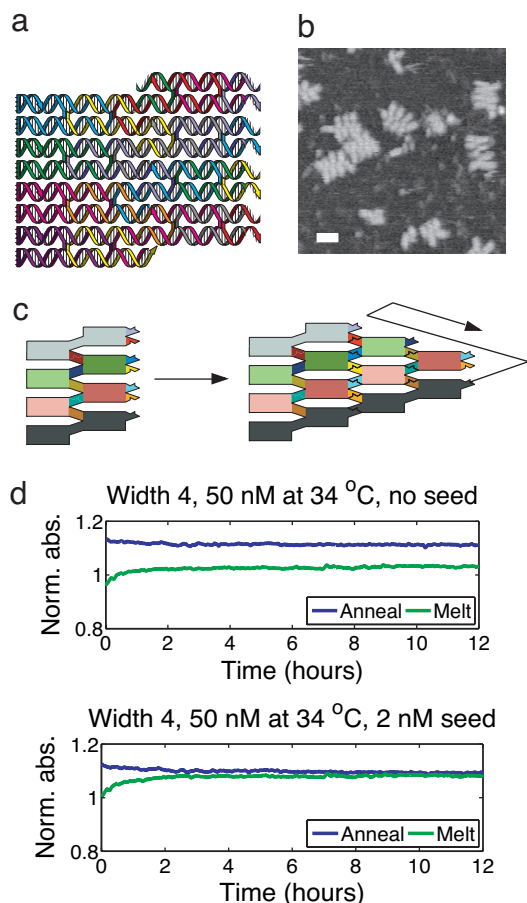 a
b
c
d
Width 4, 50 nM at 34 °C, no seed
Norm. abs.
1.2
1
0.8
Anneal Melt
0 2 4 6 8 10 12
Time (hours)
Width 4, 50 nM at 34 °C, 2 nM seed
Norm. abs.
1.2
1
0.8
Anneal Melt
0 2 4 6 8 10 12
Time (hours)